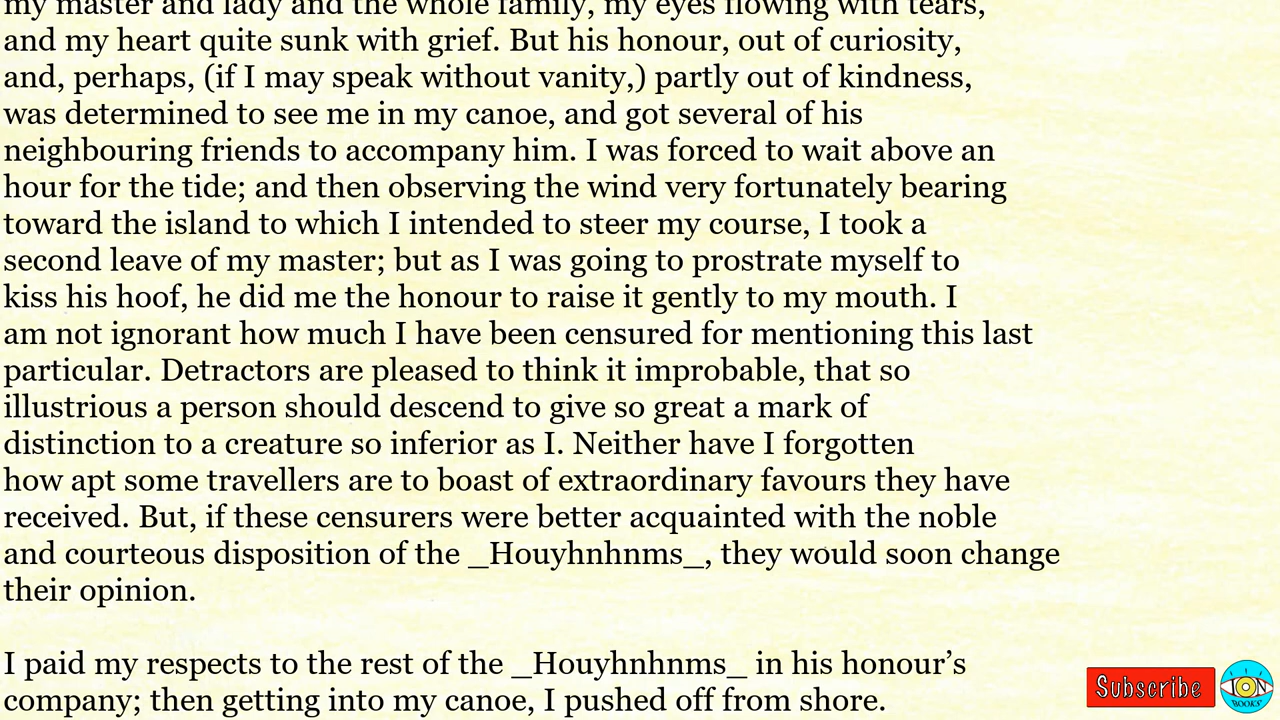 my master and lady and the whole family, my eyes flowing with tears,
and my heart quite sunk with grief. But his honour, out of curiosity,
and, perhaps, (if I may speak without vanity,) partly out of kindness,
was determined to see me in my canoe, and got several of his
neighbouring friends to accompany him. I was forced to wait above an
hour for the tide; and then observing the wind very fortunately bearing
toward the island to which I intended to steer my course, I took a
second leave of my master; but as I was going to prostrate myself to
kiss his hoof, he did me the honour to raise it gently to my mouth. I
am not ignorant how much I have been censured for mentioning this last
particular. Detractors are pleased to think it improbable, that so
illustrious a person should descend to give so great a mark of
distinction to a creature so inferior as I. Neither have I forgotten
how apt some travellers are to boast of extraordinary favours they have
received. But, if these censurers were better acquainted with the noble
and courteous disposition of the _Houyhnhnms_, they would soon change
their opinion.
I paid my respects to the rest of the _Houyhnhnms_ in his honour’s
company; then getting into my canoe, I pushed off from shore.
Subscribe
ION
BOOKS